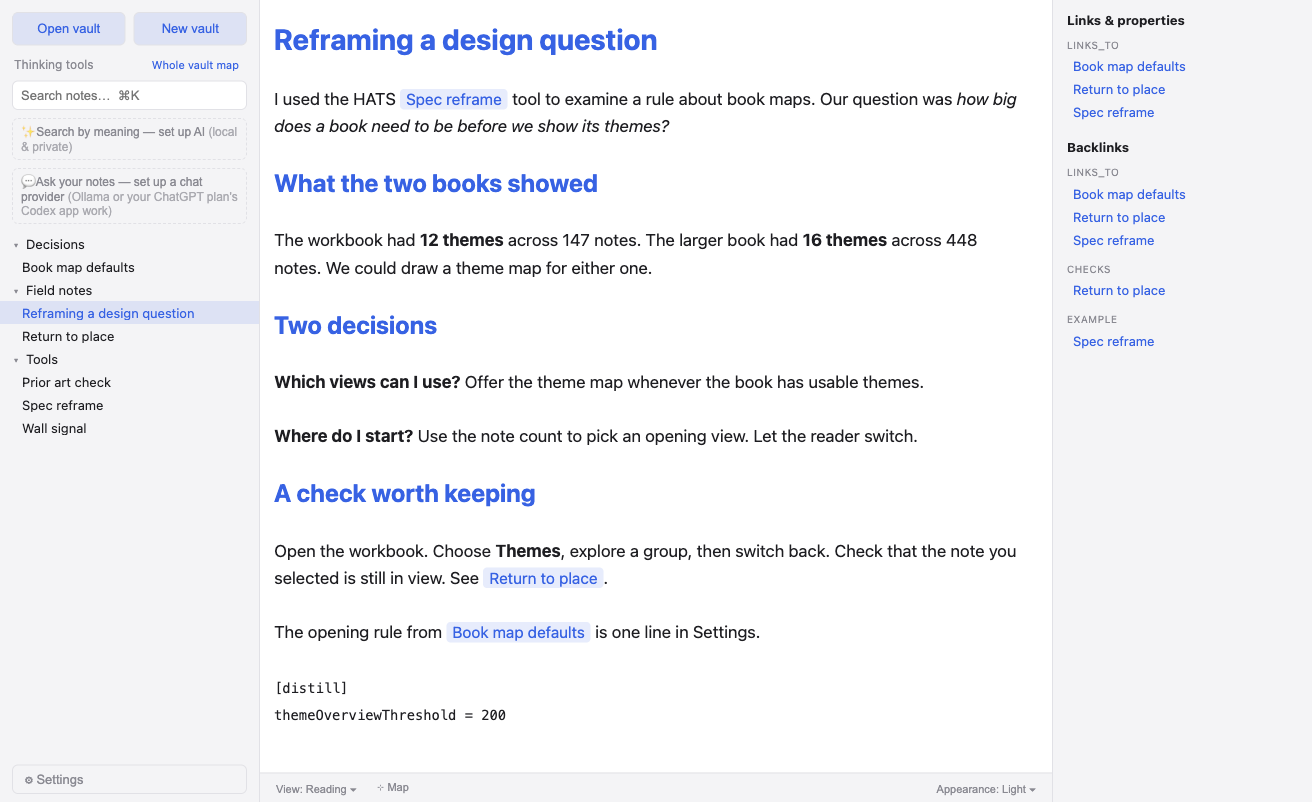 Open vault
New vault
Thinking tools
Whole vault map
Search notes… ⌘K
✨Search by meaning — set up AI (local
& private)
💬Ask your notes — set up a chat
provider (Ollama or your ChatGPT plan's
Codex app work)
Decisions
Book map defaults
Field notes
Reframing a design question
Return to place
Tools
Prior art check
Spec reframe
Wall signal
⚙ Settings
Reframing a design question
I used the HATS Spec reframe tool to examine a rule about book maps. Our question was how big
does a book need to be before we show its themes?
What the two books showed
The workbook had 12 themes across 147 notes. The larger book had 16 themes across 448
notes. We could draw a theme map for either one.
Two decisions
Which views can I use? Offer the theme map whenever the book has usable themes.
Where do I start? Use the note count to pick an opening view. Let the reader switch.
A check worth keeping
Open the workbook. Choose Themes, explore a group, then switch back. Check that the note you
selected is still in view. See Return to place.
The opening rule from Book map defaults is one line in Settings.
[distill]
themeOverviewThreshold = 200
View: Reading
Map
Appearance: Light
Links & properties
LINKS_TO
Book map defaults
Return to place
Spec reframe
Backlinks
LINKS_TO
Book map defaults
Return to place
Spec reframe
CHECKS
Return to place
EXAMPLE
Spec reframe